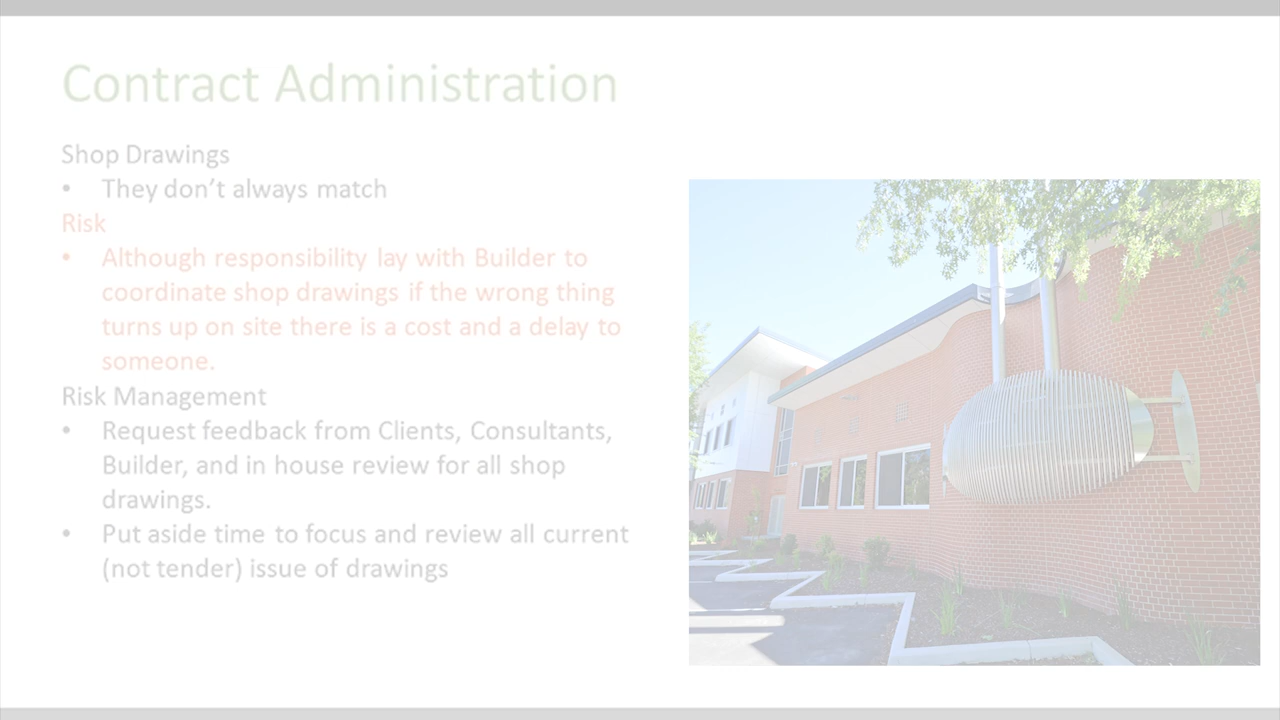 Contract Administration
Shop Drawings
• They don’t always match
Risk
• Although responsibility lay with Builder to
coordinate shop drawings if the wrong thing
turns up on site there is a cost and a delay to
someone.
Risk Management
• Request feedback from Clients, Consultants,
Builder, and in house review for all shop
drawings.
• Put aside time to focus and review all current
(not tender) issue of drawings